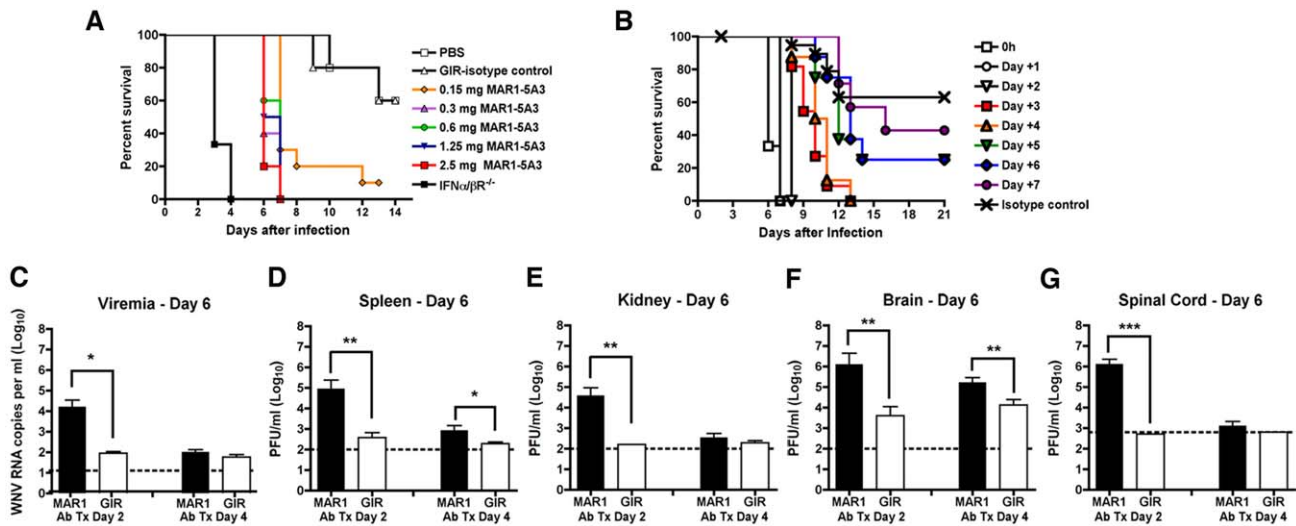 A
Percent survival
100
80
60
40
20
0
0 2 4 6 8 10 12 14
Days after infection
PBS
GIR-isotype control
0.15 mg MAR1-5A3
0.3 mg MAR1-5A3
0.6 mg MAR1-5A3
1.25 mg MAR1-5A3
2.5 mg MAR1-5A3
IFNα/βR-/-
B
Percent survival
100
80
60
40
20
0
0 3 6 9 12 15 18 21
Days after Infection
0h
Day +1
Day +2
Day +3
Day +4
Day +5
Day +6
Day +7
Isotype control
C
Viremia - Day 6
WNV RNA copies per ml (Log10)
8
7
6
5
4
3
2
1
0
*
MAR1 GIR MAR1 GIR
Ab Tx Day 2 Ab Tx Day 4
D
Spleen - Day 6
PFU/ml (Log10)
8
7
6
5
4
3
2
1
0
**
*
MAR1 GIR MAR1 GIR
Ab Tx Day 2 Ab Tx Day 4
E
Kidney - Day 6
PFU/ml (Log10)
8
7
6
5
4
3
2
1
0
**
MAR1 GIR MAR1 GIR
Ab Tx Day 2 Ab Tx Day 4
F
Brain - Day 6
PFU/ml (Log10)
8
7
6
5
4
3
2
1
0
**
**
MAR1 GIR MAR1 GIR
Ab Tx Day 2 Ab Tx Day 4
G
Spinal Cord - Day 6
PFU/ml (Log10)
8
7
6
5
4
3
2
1
0
***
MAR1 GIR MAR1 GIR
Ab Tx Day 2 Ab Tx Day 4